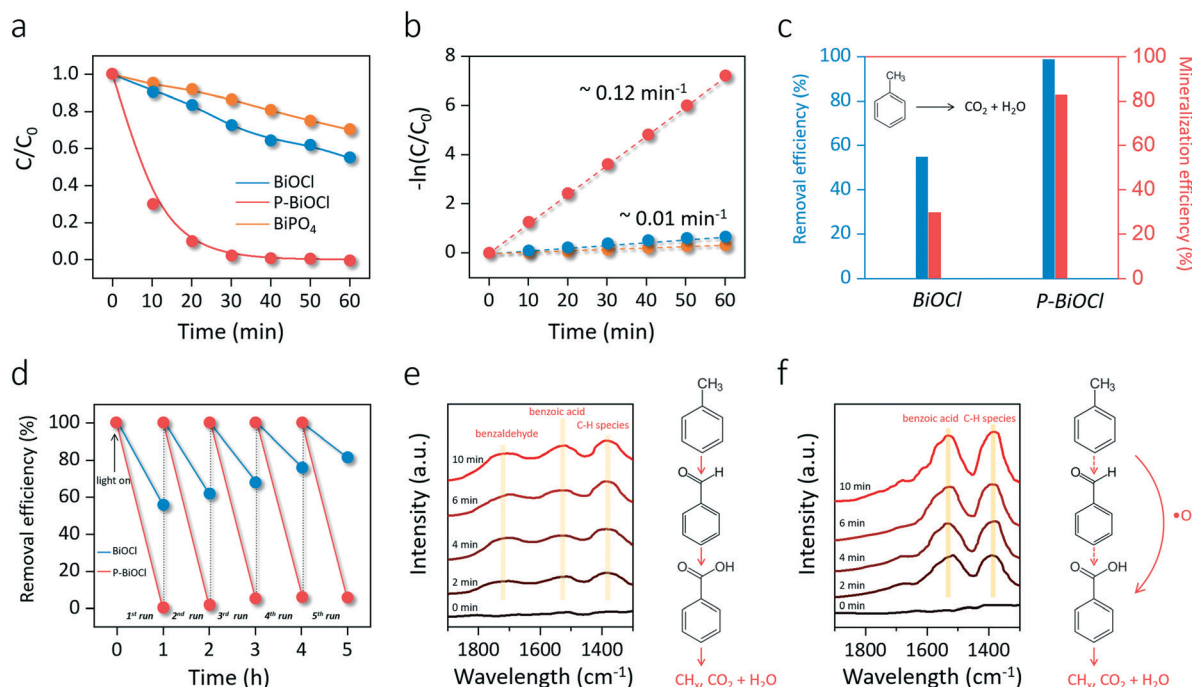 a
C/C0
1.0
0.8
0.6
0.4
0.2
0.0
BiOCl
P-BiOCl
BiPO4
0 10 20 30 40 50 60
Time (min)
b
-ln(C/C0)
8
6
4
2
0
~ 0.12 min-1
~ 0.01 min-1
0 10 20 30 40 50 60
Time (min)
c
Removal efficiency (%)
100
80
60
40
20
0
CH3
CO2 + H2O
100
80
60
40
20
0
Mineralization efficiency (%)
BiOCl P-BiOCl
d
Removal efficiency (%)
100
80
60
40
20
0
light on
BiOCl
P-BiOCl
1st run 2nd run 3rd run 4th run 5th run
0 1 2 3 4 5
Time (h)
e
Intensity (a.u.)
benzoic acid
benzaldehyde C-H species
10 min
6 min
4 min
2 min
0 min
1800 1600 1400
Wavelength (cm-1)
CH3
O H
O OH
CHx, CO2 + H2O
f
Intensity (a.u.)
benzoic acid C-H species
10 min
6 min
4 min
2 min
0 min
1800 1600 1400
Wavelength (cm-1)
CH3
O H
•O
O OH
CHx, CO2 + H2O